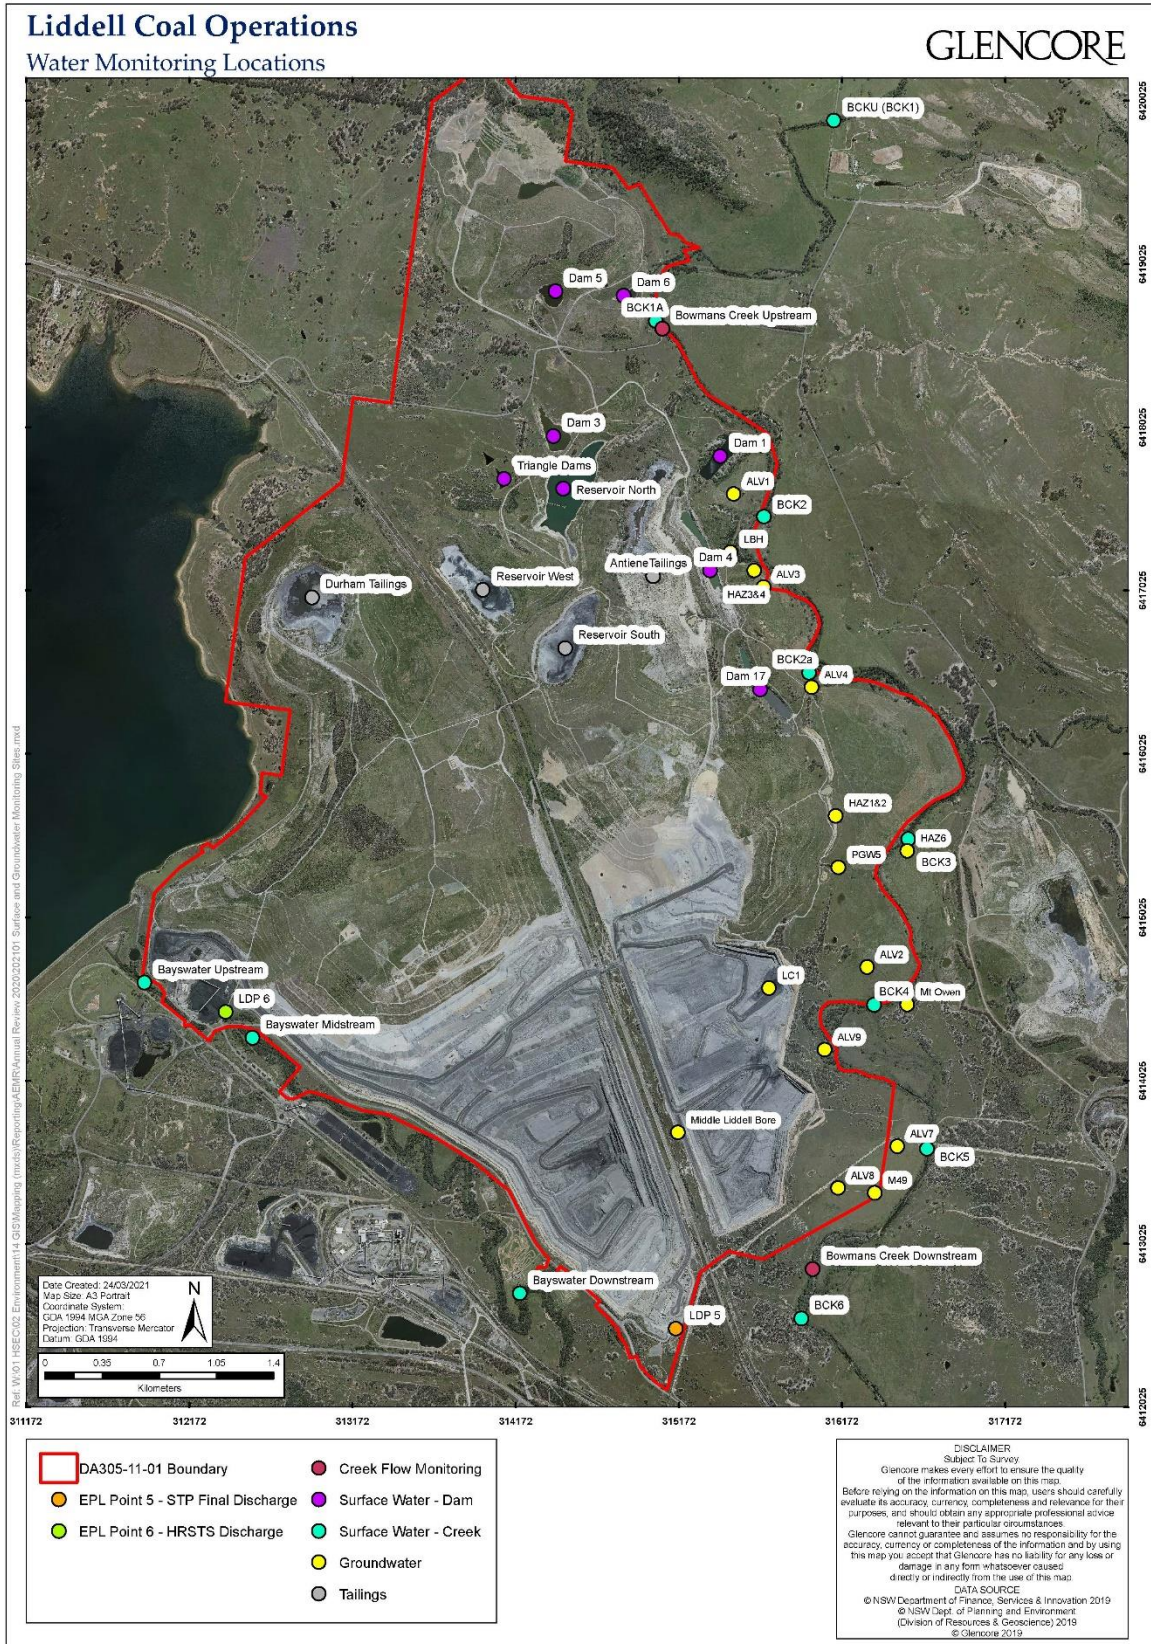 Liddell Coal Operations
Water Monitoring Locations
GLENCORE
BCKU (BCK1)
6420025
6419025
Dam 5
Dam 6
BCK1A
Bowmans Creek Upstream
6418025
Dam 3
Dam 1
Triangle Dams
ALV1
Reservoir North
BCK2
LBH
Antiene Tailings
Dam 4
ALV3
Durham Tailings
Reservoir West
HAZ3&4
6417025
Reservoir South
BCK2a
ALV4
Dam 17
6416025
HAZ1&2
HAZ6
PGW5
BCK3
6415025
ALV2
Bayswater Upstream
LC1
LDP 6
BCK4
Mt Owen
Bayswater Midstream
ALV9
6414025
Middle Liddell Bore
ALV7
BCK5
ALV8
M49
6413025
Bowmans Creek Downstream
Bayswater Downstream
BCK6
LDP 5
6412025
Date Created: 24/03/2021
Map Size: A3 Portrait
Coordinate System:
GDA 1994 MGA Zone 56
Projection: Transverse Mercator
Datum: GDA 1994
N
0 0.35 0.7 1.05 1.4
Kilometers
311172 312172 313172 314172 315172 316172 317172
DA305-11-01 Boundary
EPL Point 5 - STP Final Discharge
EPL Point 6 - HRSTS Discharge
Creek Flow Monitoring
Surface Water - Dam
Surface Water - Creek
Groundwater
Tailings
DISCLAIMER
Subject To Survey
Glencore makes every effort to ensure the quality
of the information available on this map.
Before relying on the information on this map, users should carefully
evaluate its accuracy, currency, completeness and relevance for their
purposes, and should obtain any appropriate professional advice
relevant to their particular circumstances.
Glencore cannot guarantee and assumes no responsibility for the
accuracy, currency or completeness of the information and by using
this map you accept that Glencore has no liability for any loss or
damage in any form whatsoever caused
directly or indirectly from the use of this map.
DATA SOURCE
© NSW Department of Finance, Services & Innovation 2019
© NSW Dept. of Planning and Environment
(Division of Resources & Geoscience) 2019
© Glencore 2019